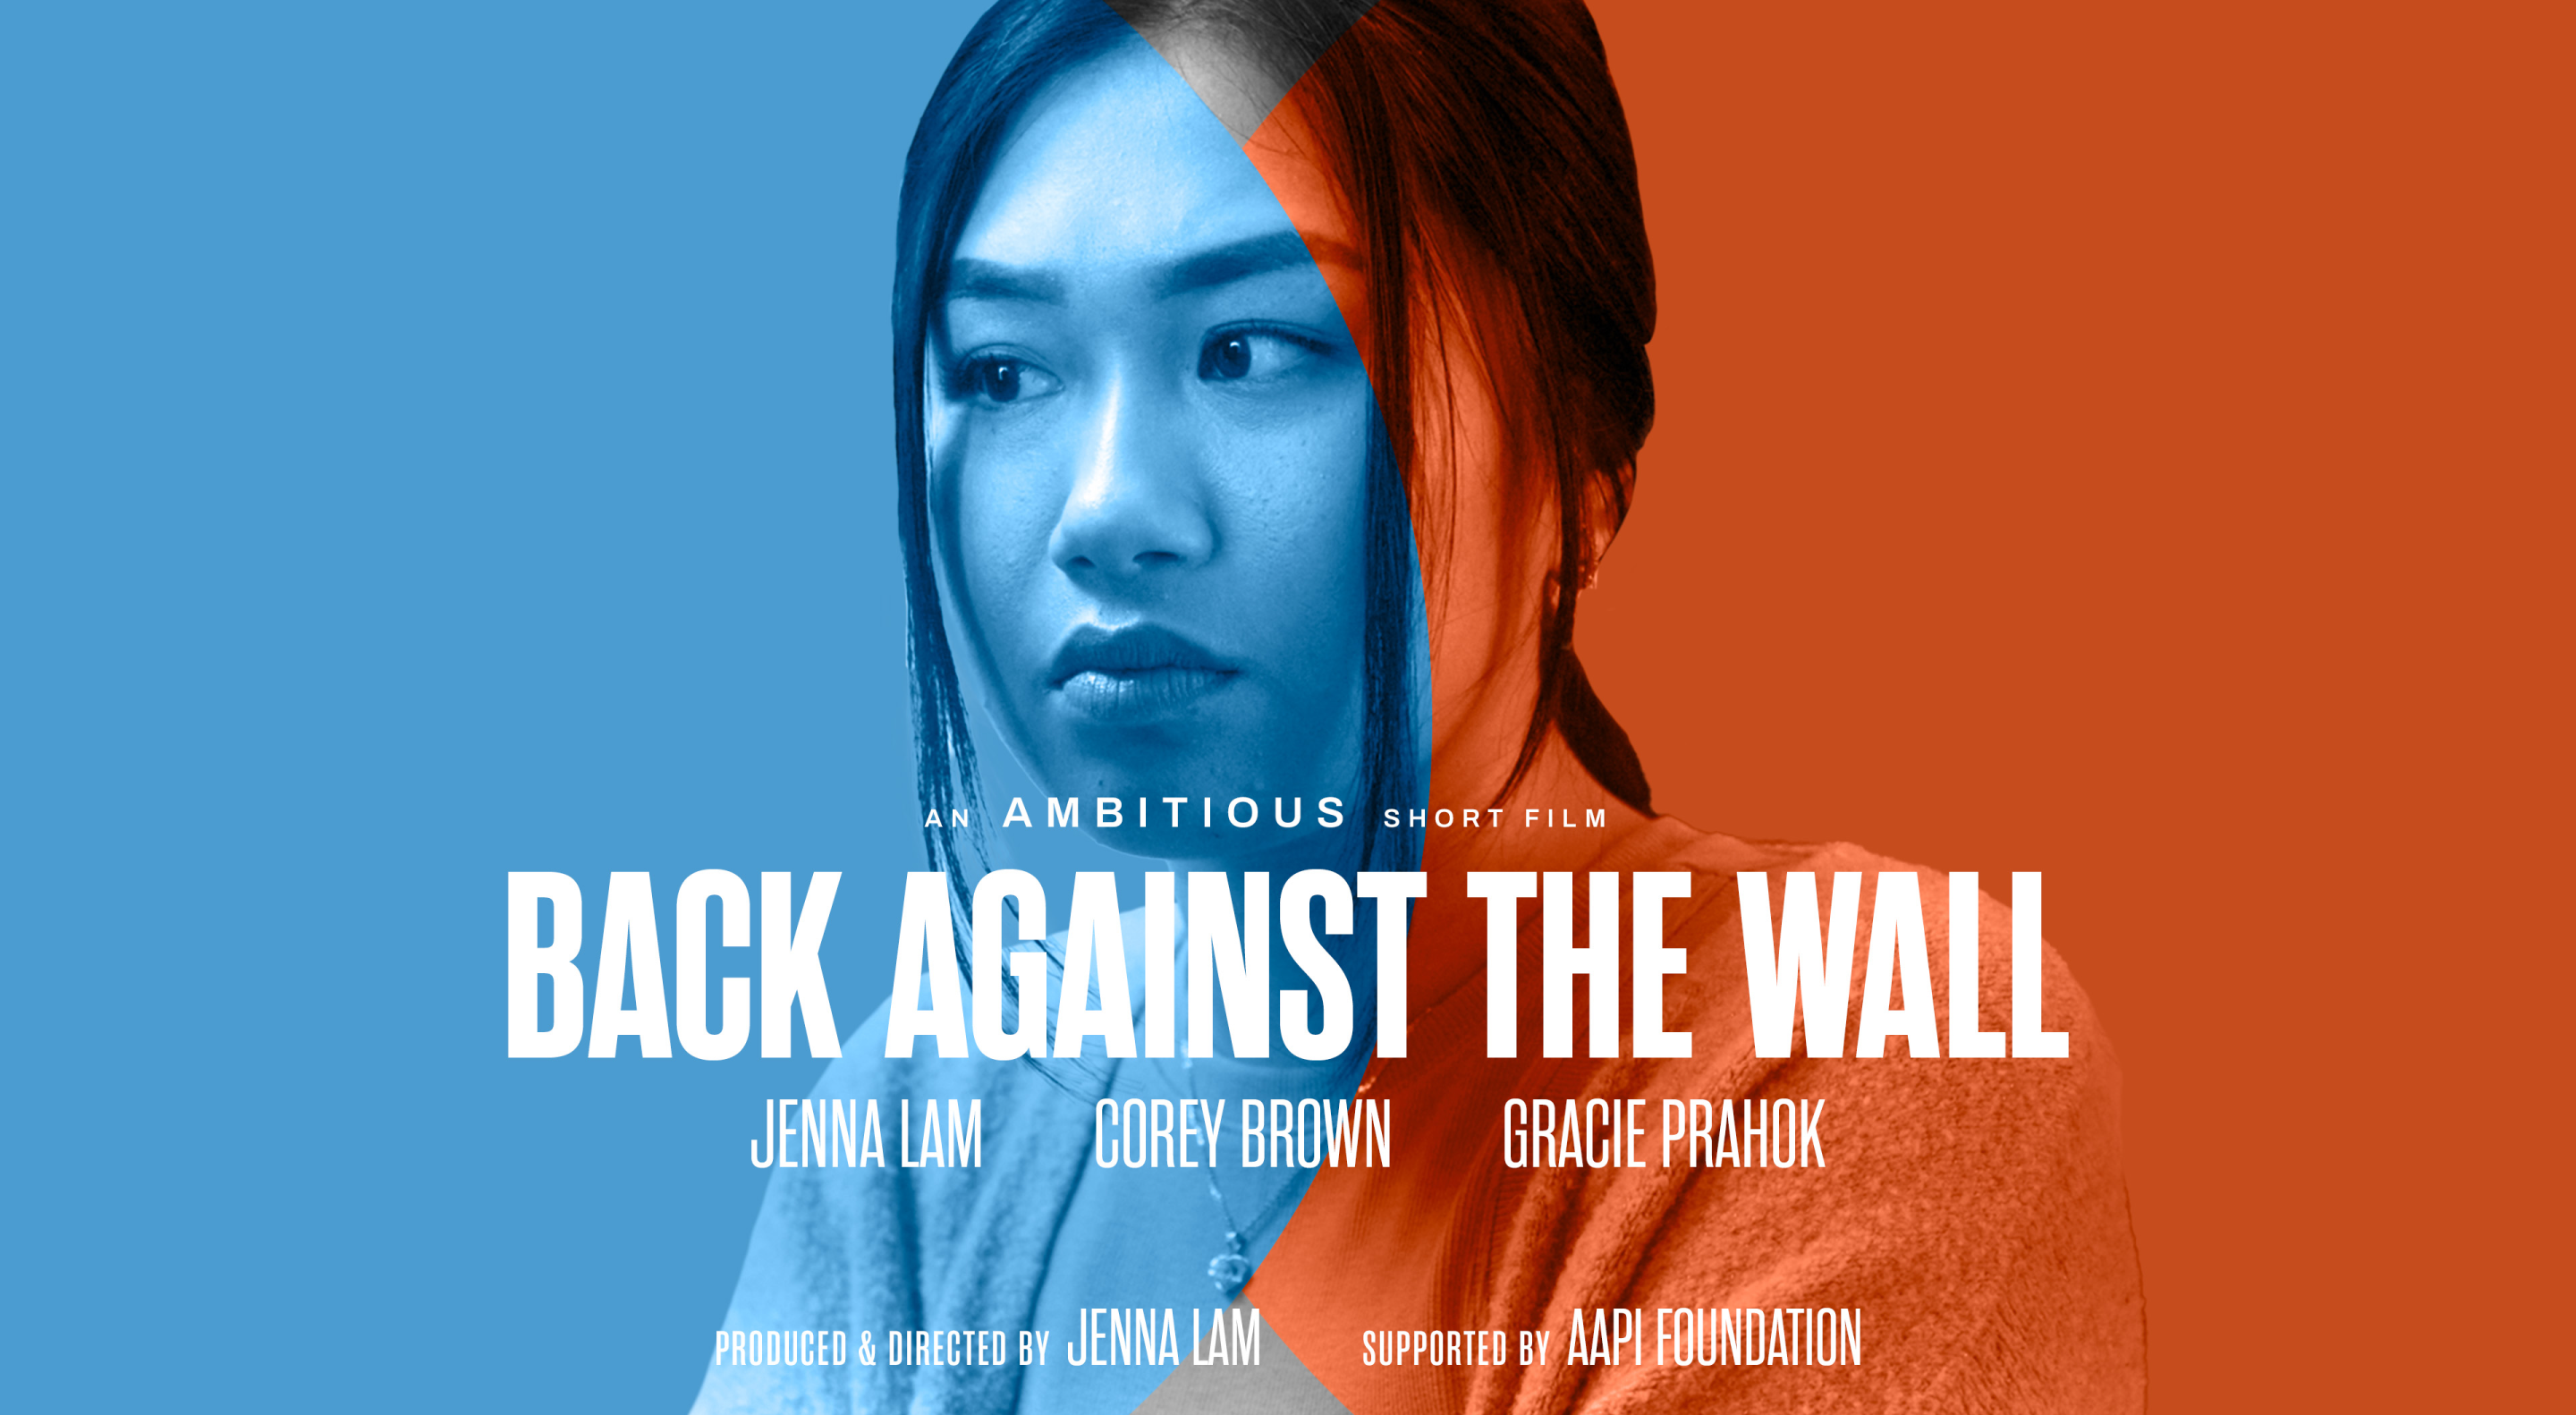 AN AMBITIOUS SHORT FILM
BACK AGAINST THE WALL
JENNA LAM COREY BROWN GRACIE PRAHOK
PRODUCED & DIRECTED BY JENNA LAM SUPPORTED BY AAPI FOUNDATION